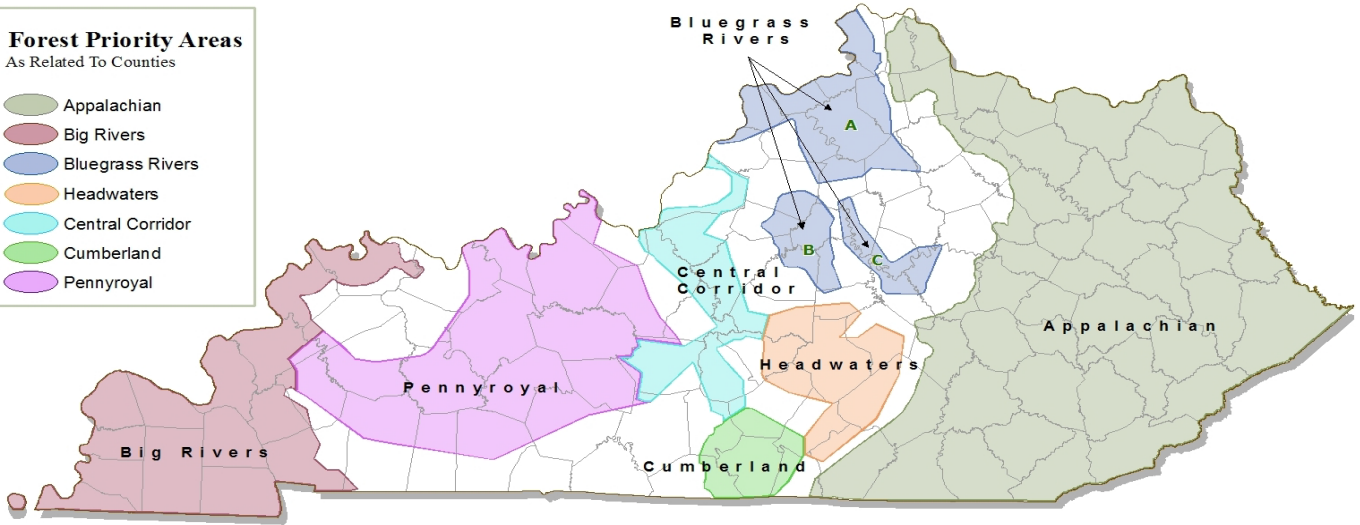 Forest Priority Areas
As Related To Counties
Appalachian
Big Rivers
Bluegrass Rivers
Headwaters
Central Corridor
Cumberland
Pennyroyal
Bluegrass
Rivers
A
B
C
Central
Corridor
Appalachian
Headwaters
Pennyroyal
Big Rivers
Cumberland